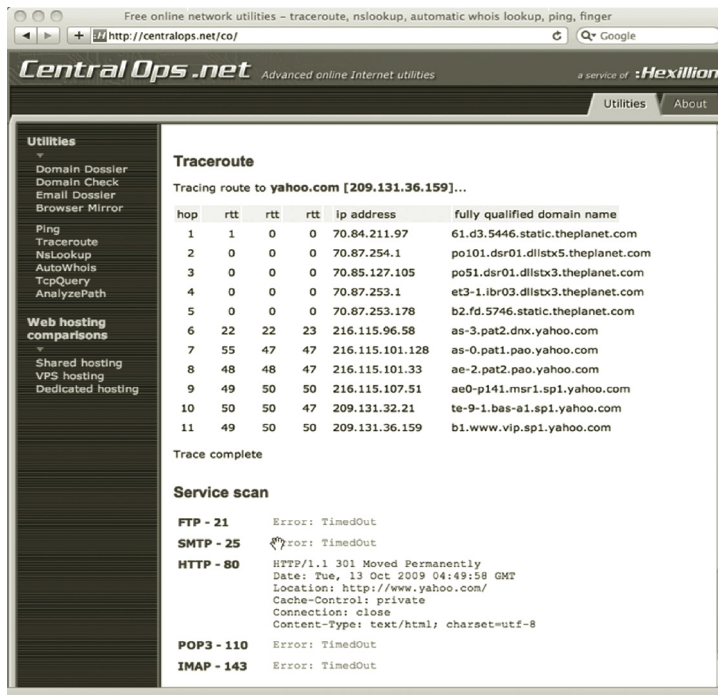 Free online network utilities – traceroute, nslookup, automatic whois lookup, ping, finger
http://centralops.net/co/
Google
Central Ops.net Advanced online Internet utilities
a service of :Hexillion
Utilities About
Utilities
Domain Dossier
Domain Check
Email Dossier
Browser Mirror
Ping
Traceroute
NsLookup
AutoWhois
TcpQuery
AnalyzePath
Web hosting
comparisons
Shared hosting
VPS hosting
Dedicated hosting
Traceroute
Tracing route to yahoo.com [209.131.36.159]...
hop rtt rtt rtt ip address fully qualified domain name
1 1 0 0 70.84.211.97 61.d3.5446.static.theplanet.com
2 0 0 0 70.87.254.1 po101.dsr01.dllstx5.theplanet.com
3 0 0 0 70.85.127.105 po51.dsr01.dllstx3.theplanet.com
4 0 0 0 70.87.253.1 et3-1.ibr03.dllstx3.theplanet.com
5 0 0 0 70.87.253.178 b2.fd.5746.static.theplanet.com
6 22 22 23 216.115.96.58 as-3.pat2.dnx.yahoo.com
7 55 47 47 216.115.101.128 as-0.pat1.pao.yahoo.com
8 48 48 47 216.115.101.33 ae-2.pat2.pao.yahoo.com
9 49 50 50 216.115.107.51 ae0-p141.msr1.sp1.yahoo.com
10 50 50 47 209.131.32.21 te-9-1.bas-a1.sp1.yahoo.com
11 49 50 50 209.131.36.159 b1.www.vip.sp1.yahoo.com
Trace complete
Service scan
FTP - 21 Error: TimedOut
SMTP - 25 Error: TimedOut
HTTP - 80 HTTP/1.1 301 Moved Permanently
Date: Tue, 13 Oct 2009 04:49:58 GMT
Location: http://www.yahoo.com/
Cache-Control: private
Connection: close
Content-Type: text/html; charset=utf-8
POP3 - 110 Error: TimedOut
IMAP - 143 Error: TimedOut